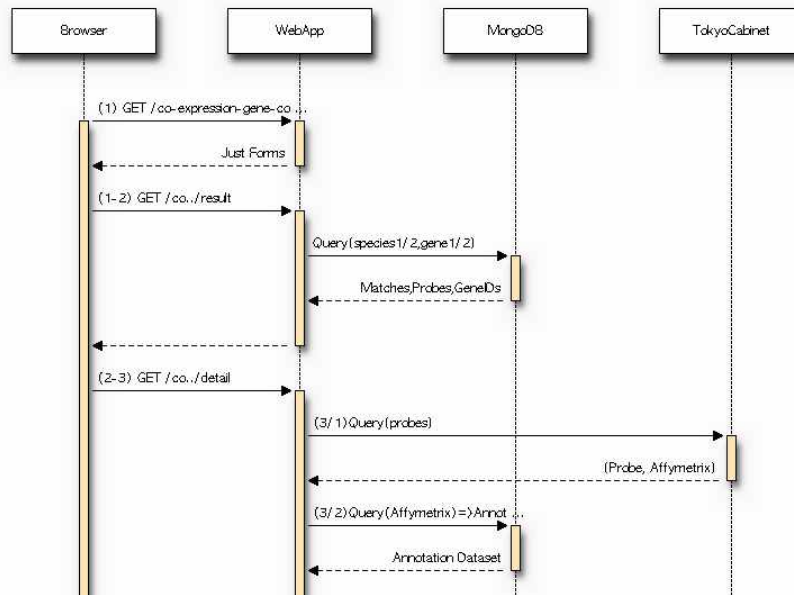 Browser
WebApp
MongoDB
TokyoCabinet
(1) GET /co-expression-gene-co ...
Just Forms
(1-2) GET /co../result
Query(species1/2,gene1/2)
Matches,Probes,GeneIDs
(2-3) GET /co../detail
(3/1)Query(probes)
(Probe, Affymetrix)
(3/2)Query(Affymetrix)=>Annot ...
Annotation Dataset